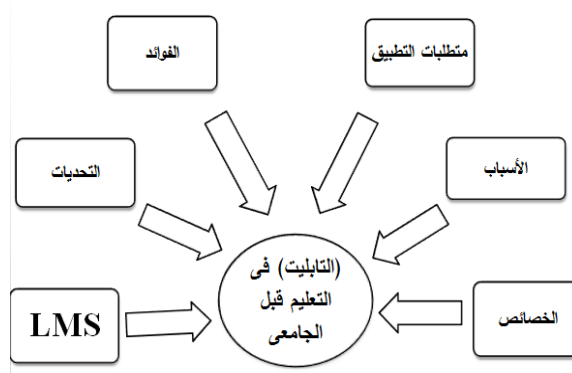 متطلبات التطبيق
الفوائد
الأسباب
التحديات
(التابليت) فى
التعليم قبل
الجامعى
الخصائص
LMS